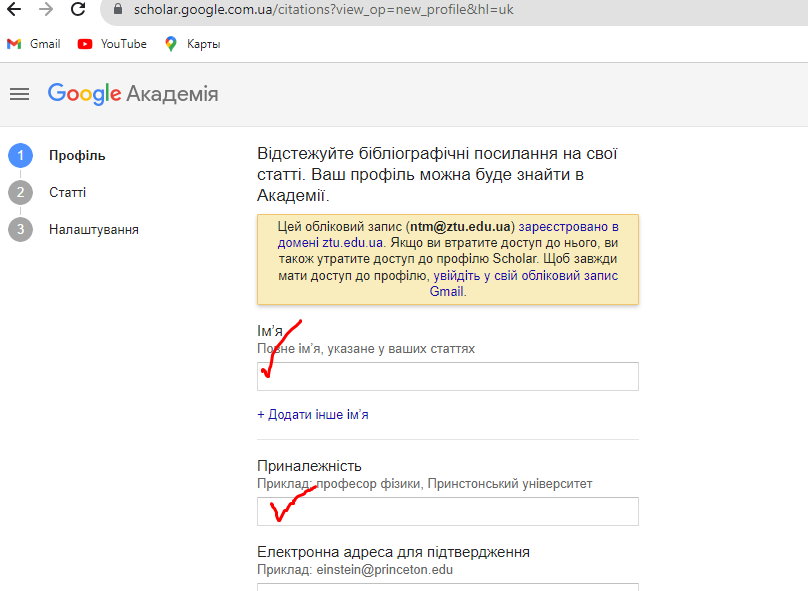 scholar.google.com.ua/citations?view_op=new_profile&hl=uk
Gmail YouTube Карты
Google Академія
1 Профіль
2 Статті
3 Налаштування
Відстежуйте бібліографічні посилання на свої
статті. Ваш профіль можна буде знайти в
Академії.
Цей обліковий запис (ntm@ztu.edu.ua) зареєстровано в
домені ztu.edu.ua. Якщо ви втратите доступ до нього, ви
також утратите доступ до профілю Scholar. Щоб завжди
мати доступ до профілю, увійдіть у свій обліковий запис
Gmail.
Ім’я
Повне ім’я, указане у ваших статтях
+ Додати інше ім’я
Приналежність
Приклад: професор фізики, Принстонський університет
Електронна адреса для підтвердження
Приклад: einstein@princeton.edu